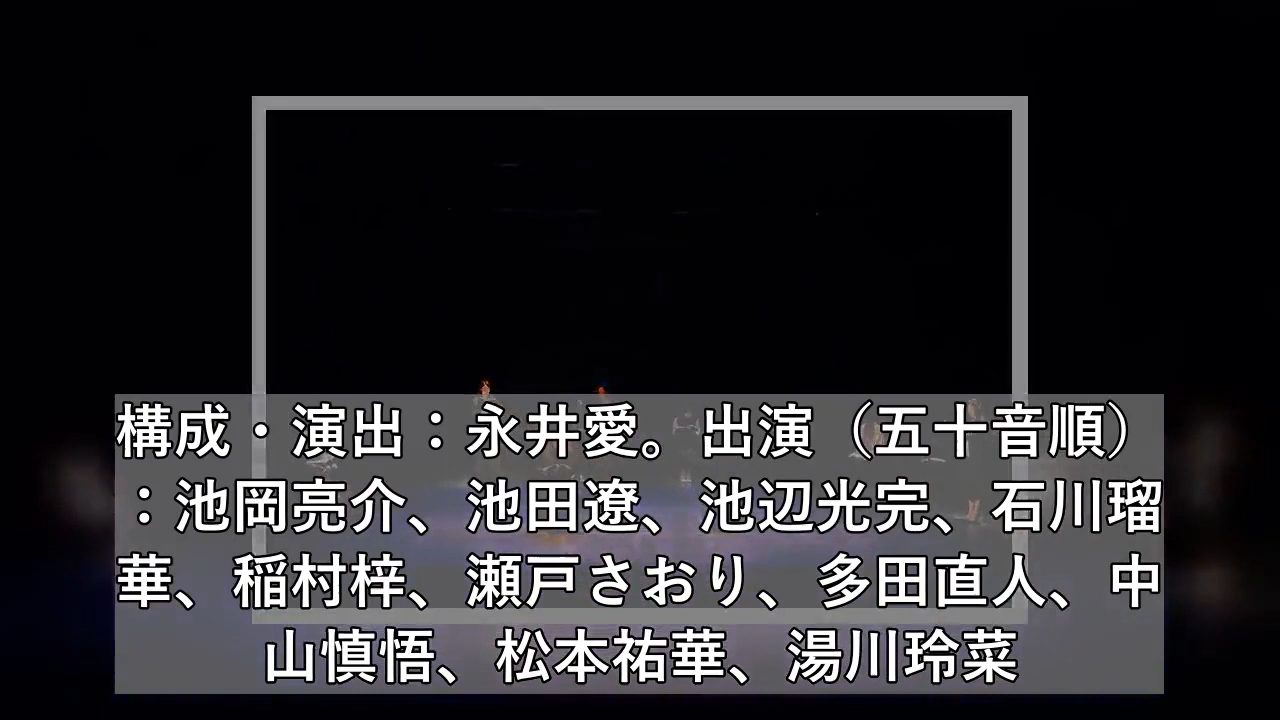 構成・演出：永井愛。出演（五十音順）
：池岡亮介、池田遼、池辺光完、石川瑠
華、稲村梓、瀬戸さおり、多田直人、中
山慎悟、松本祐華、湯川玲菜